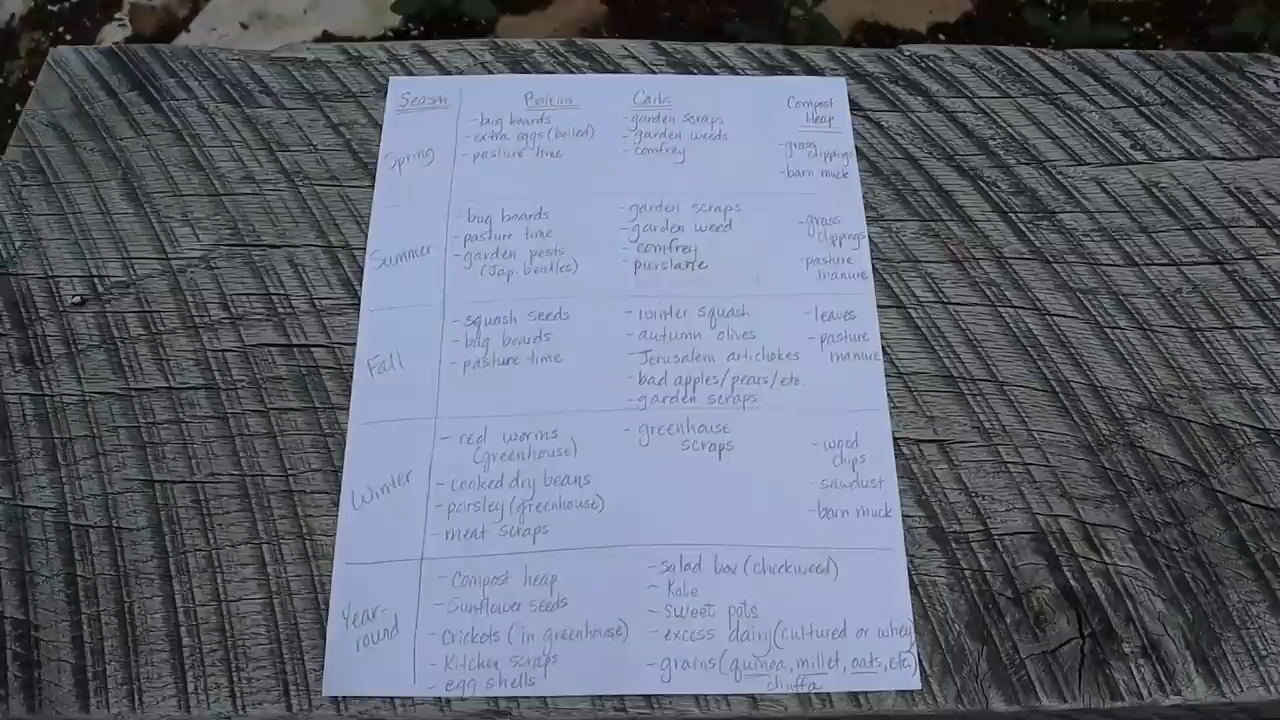 Season Proteins Carbs Compost Heap
Spring
- bug boards
- extra eggs (boiled)
- pasture time
- garden scraps
- garden weeds
- comfrey
- grass clippings
- barn muck
Summer
- bug boards
- pasture time
- garden pests
(Jap. beatles)
- garden scraps
- garden weed
- comfrey
- purslane
- grass
clippings
- pasture
manure
Fall
- squash seeds
- bug boards
- pasture time
- winter squash
- autumn olives
- Jerusalem artichokes
- bad apples/pears/etc.
- garden scraps
- leaves
- pasture
manure
Winter
- red worms
(greenhouse)
- cooked dry beans
- parsley (greenhouse)
- meat scraps
- greenhouse
scraps
- wood
chips
- sawdust
- barn muck
Year-
round
- Compost heap
- Sunflower seeds
- Crickets (in greenhouse)
- Kitchen scraps
- egg shells
- salad box (chickweed)
- Kale
- sweet pots
- excess dairy (cultured or whey)
- grains (quinoa, millet, oats, etc.)
chuffa